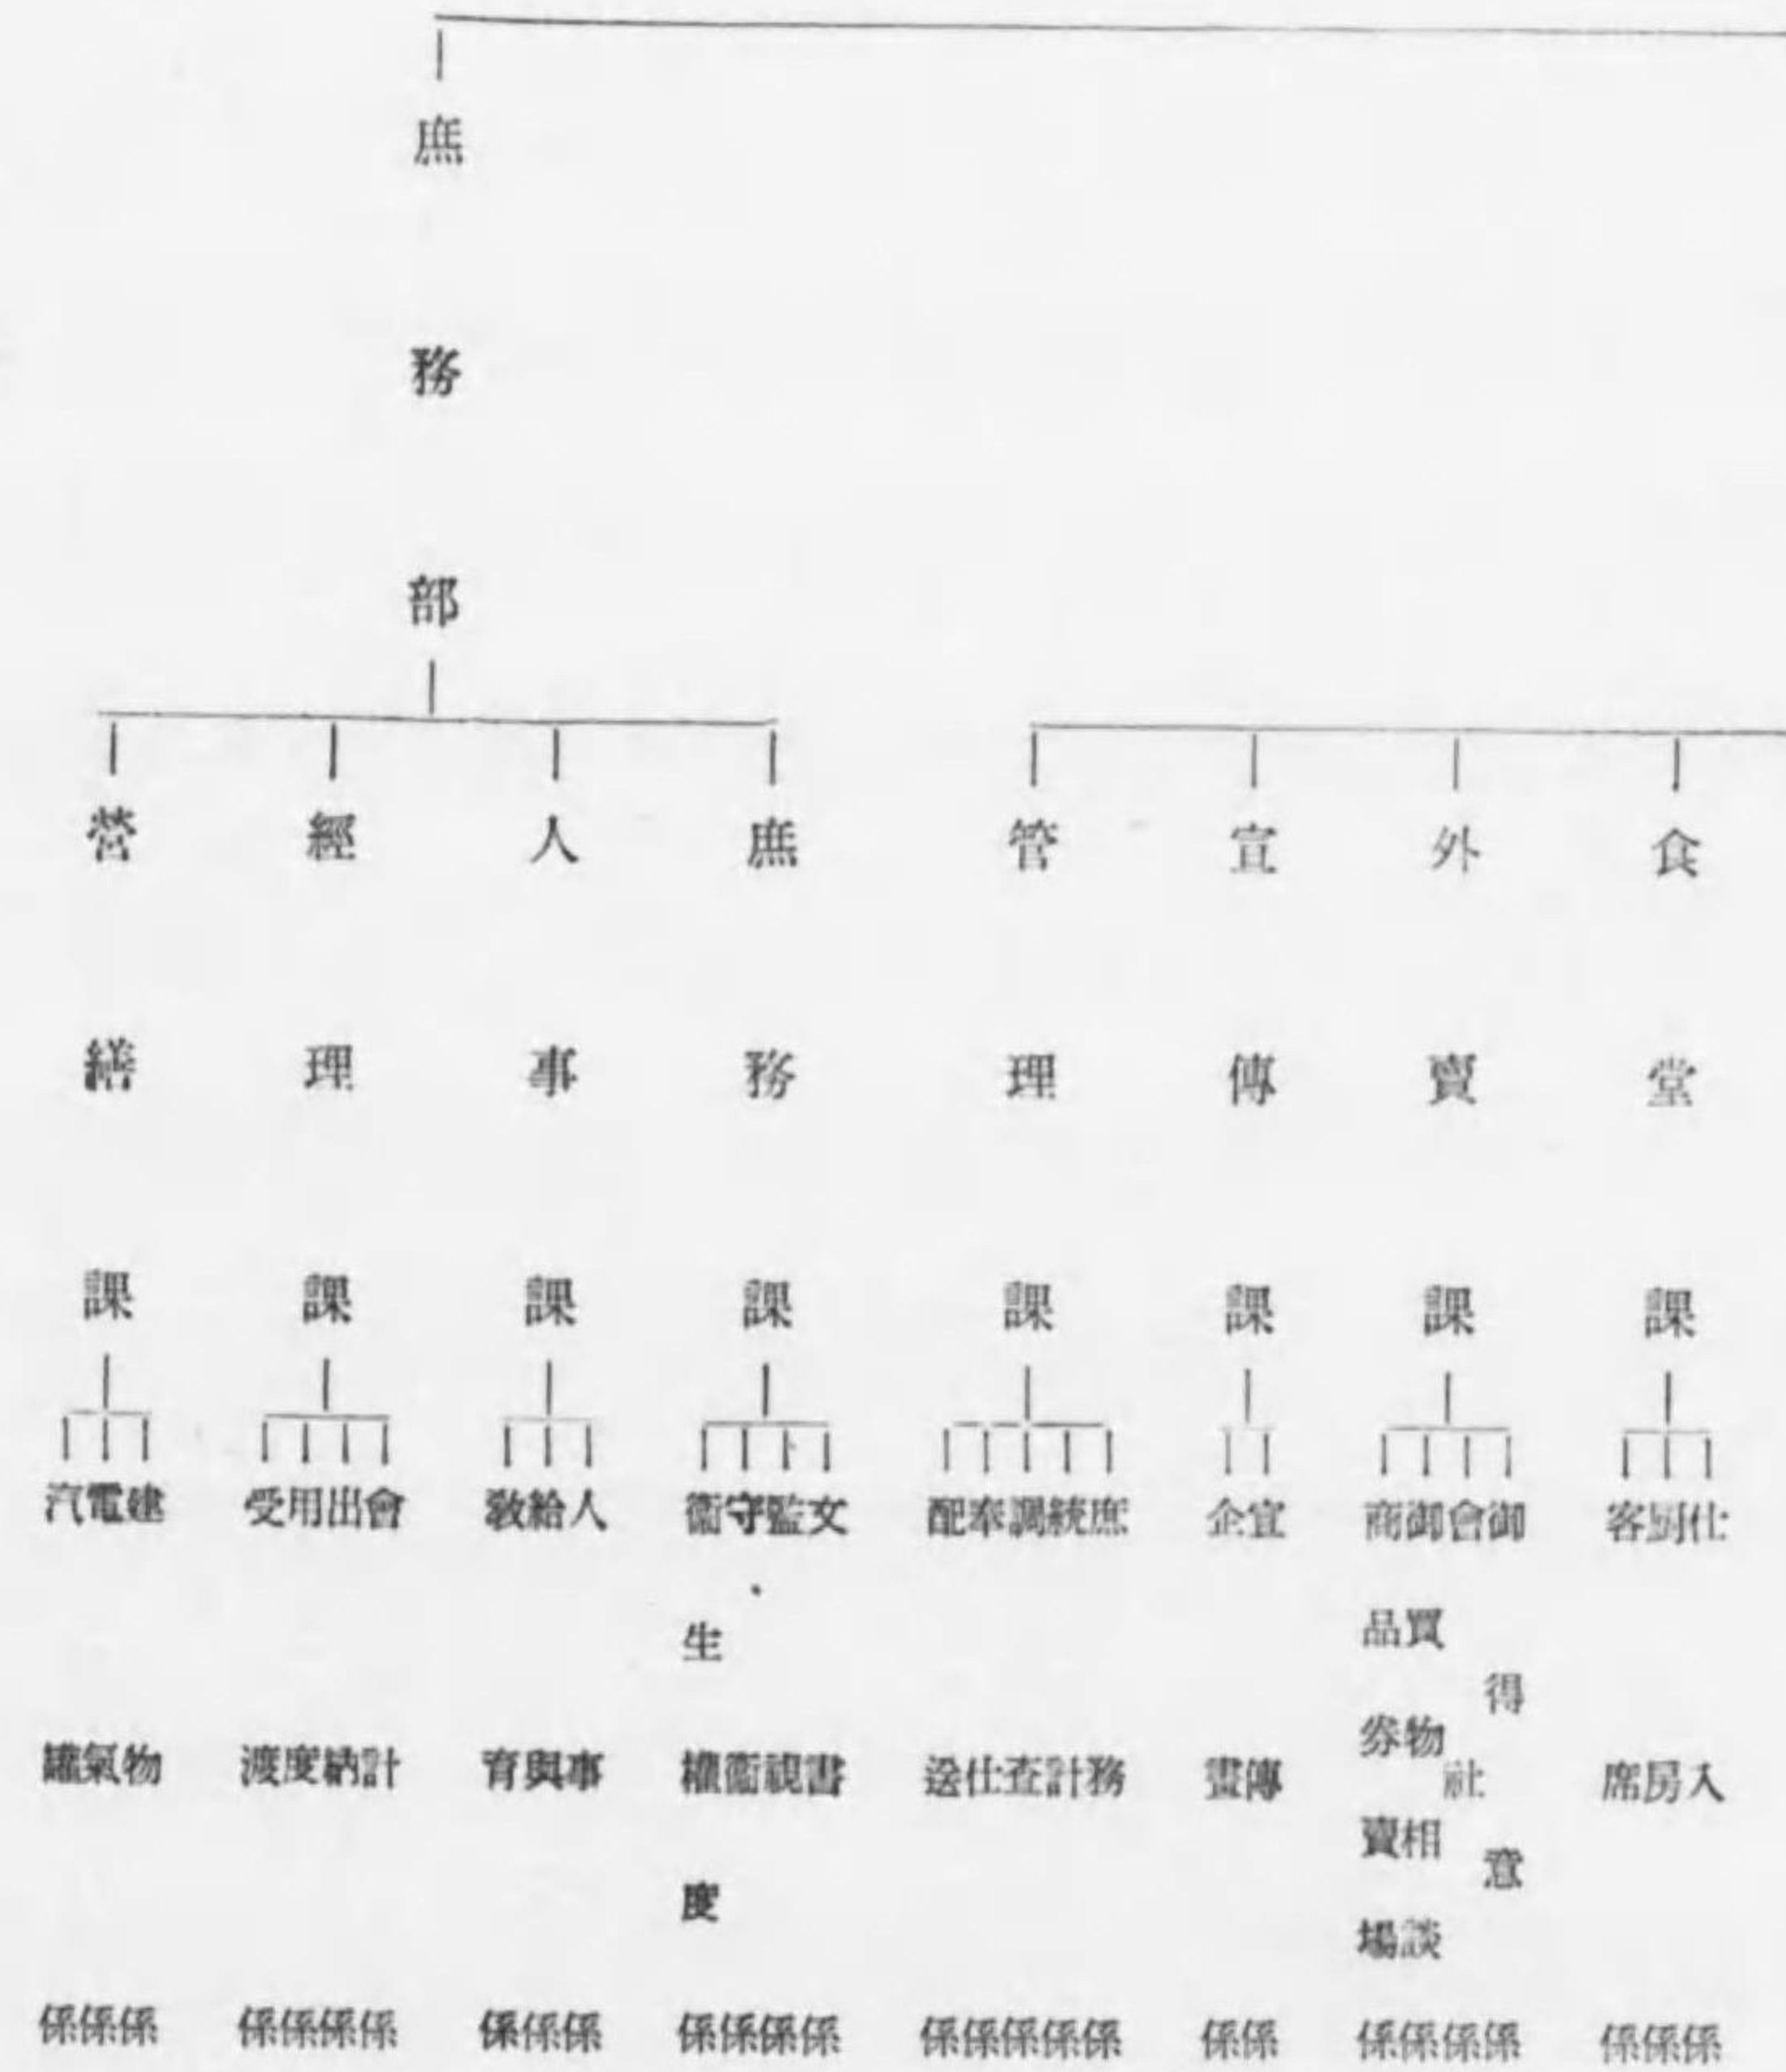 食堂課
仕入係
厨房係
客席係
外賣課
御得意係
會社係
御買物相談係
商品券賣場係
宣傳課
宣傳係
企畫係
管理課
庶務係
統計係
調査係
奉仕係
配送係
庶務部
庶務課
文書係
監視係
守衞係
衞生權度係
人事課
人事係
給與係
敎育係
經理課
會計係
出納係
用度係
受渡係
營繕課
建物係
電氣係
汽罐係